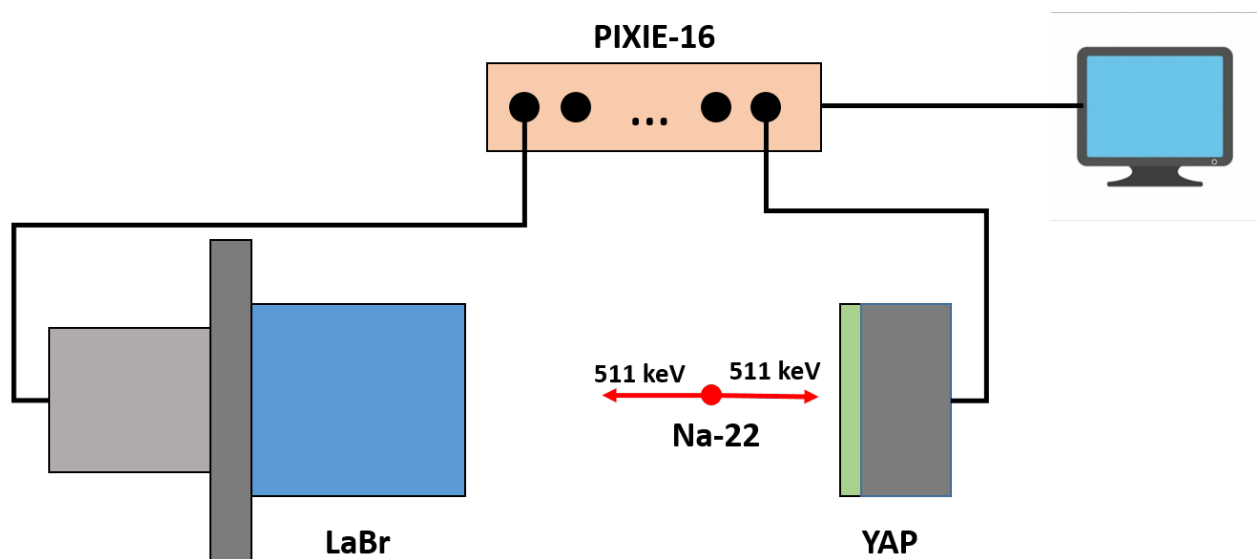 PIXIE-16
...
511 keV
511 keV
Na-22
LaBr
YAP